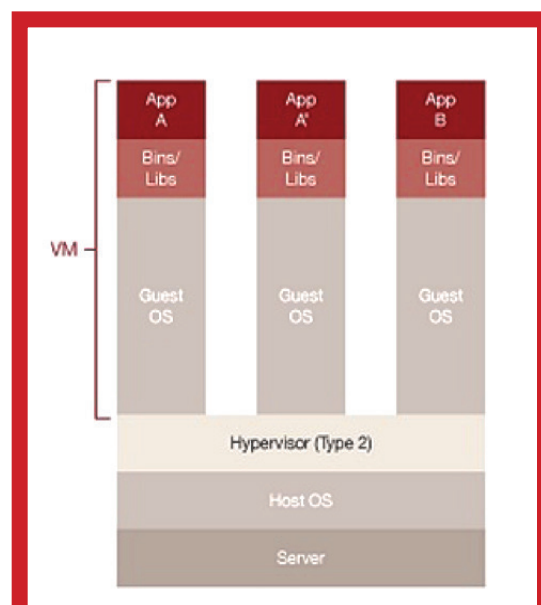 App
A
App
A'
App
B
Bins/
Libs
Bins/
Libs
Bins/
Libs
VM
Guest
OS
Guest
OS
Guest
OS
Hypervisor (Type 2)
Host OS
Server